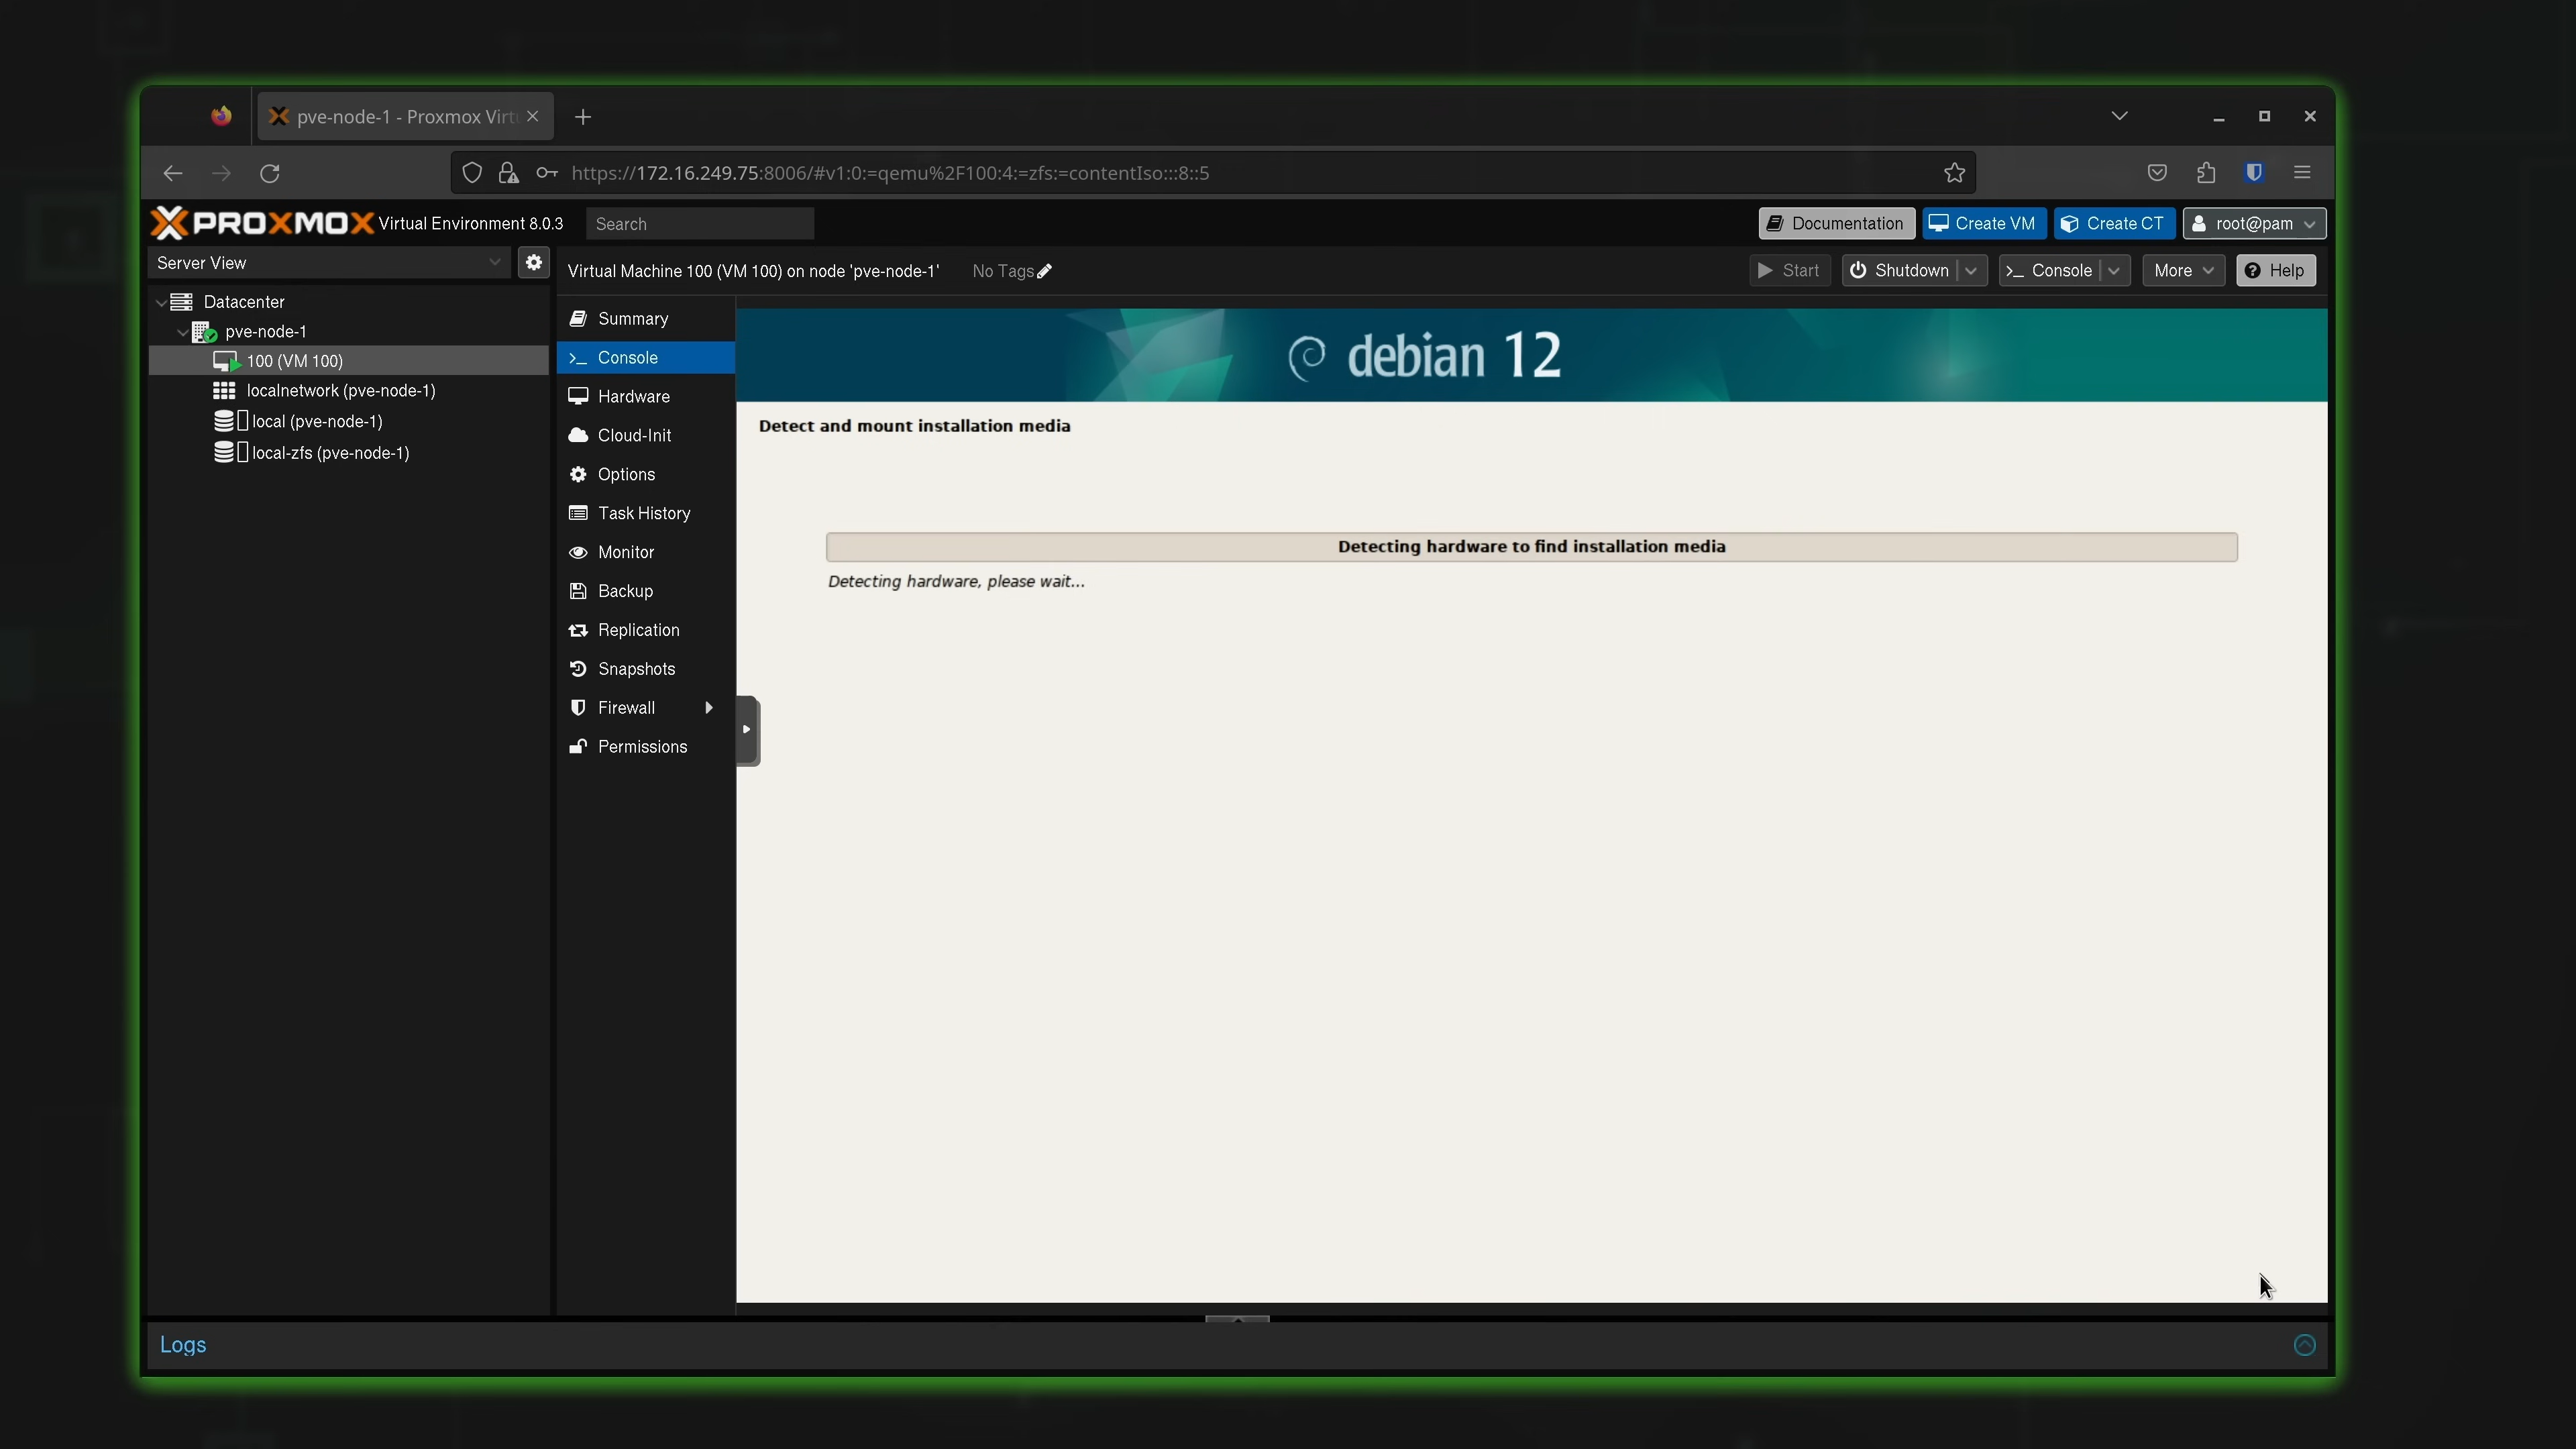 pve-node-1 - Proxmox Virtu
https://172.16.249.75:8006/#v1:0:=qemu%2F100:4:=zfs:=contentIso:::8::5
PROXMOX Virtual Environment 8.0.3
Search
Documentation
Create VM
Create CT
root@pam
Server View
Virtual Machine 100 (VM 100) on node 'pve-node-1'
No Tags
Start
Shutdown
Console
More
Help
Datacenter
pve-node-1
100 (VM 100)
localnetwork (pve-node-1)
local (pve-node-1)
local-zfs (pve-node-1)
Summary
Console
Hardware
Cloud-Init
Options
Task History
Monitor
Backup
Replication
Snapshots
Firewall
Permissions
debian 12
Detect and mount installation media
Detecting hardware to find installation media
Detecting hardware, please wait...
Logs